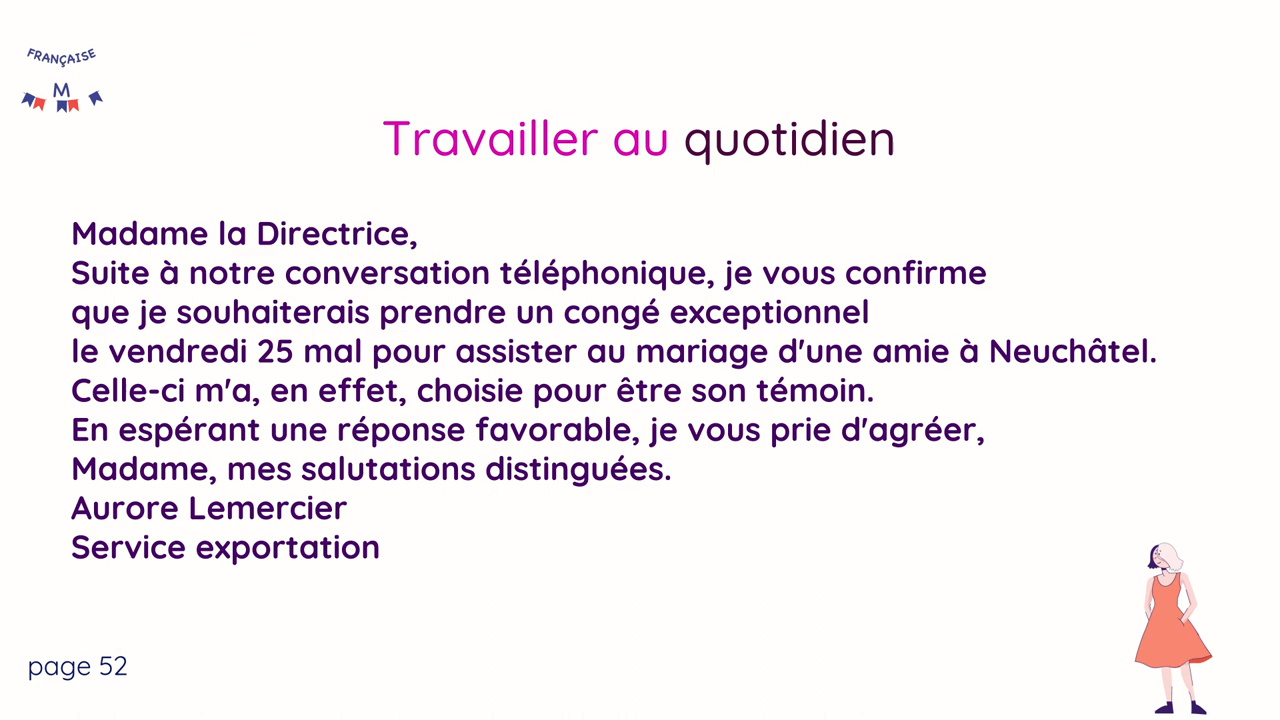 FRANÇAISE
M
Travailler au quotidien
Madame la Directrice,
Suite à notre conversation téléphonique, je vous confirme
que je souhaiterais prendre un congé exceptionnel
le vendredi 25 mal pour assister au mariage d'une amie à Neuchâtel.
Celle-ci m'a, en effet, choisie pour être son témoin.
En espérant une réponse favorable, je vous prie d'agréer,
Madame, mes salutations distinguées.
Aurore Lemercier
Service exportation
page 52